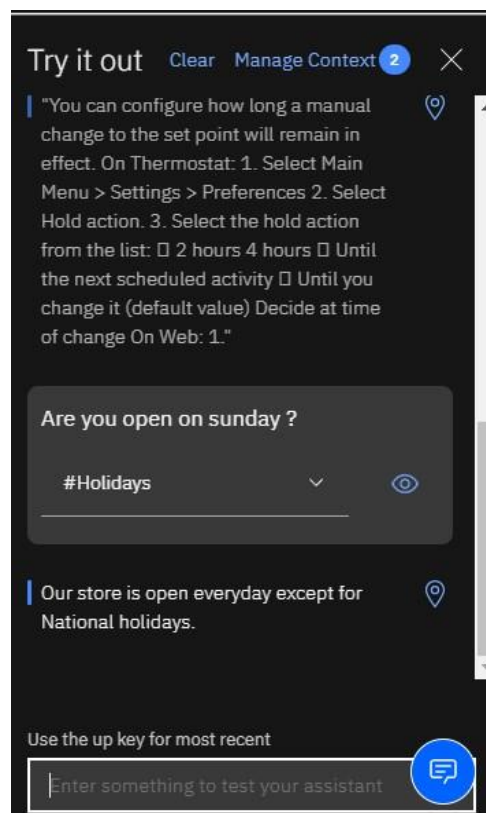 Try it out Clear Manage Context 2
"You can configure how long a manual
change to the set point will remain in
effect. On Thermostat: 1. Select Main
Menu > Settings > Preferences 2. Select
Hold action. 3. Select the hold action
from the list: ▯ 2 hours 4 hours ▯ Until
the next scheduled activity ▯ Until you
change it (default value) Decide at time
of change On Web: 1."
Are you open on sunday ?
#Holidays
Our store is open everyday except for
National holidays.
Use the up key for most recent
Enter something to test your assistant